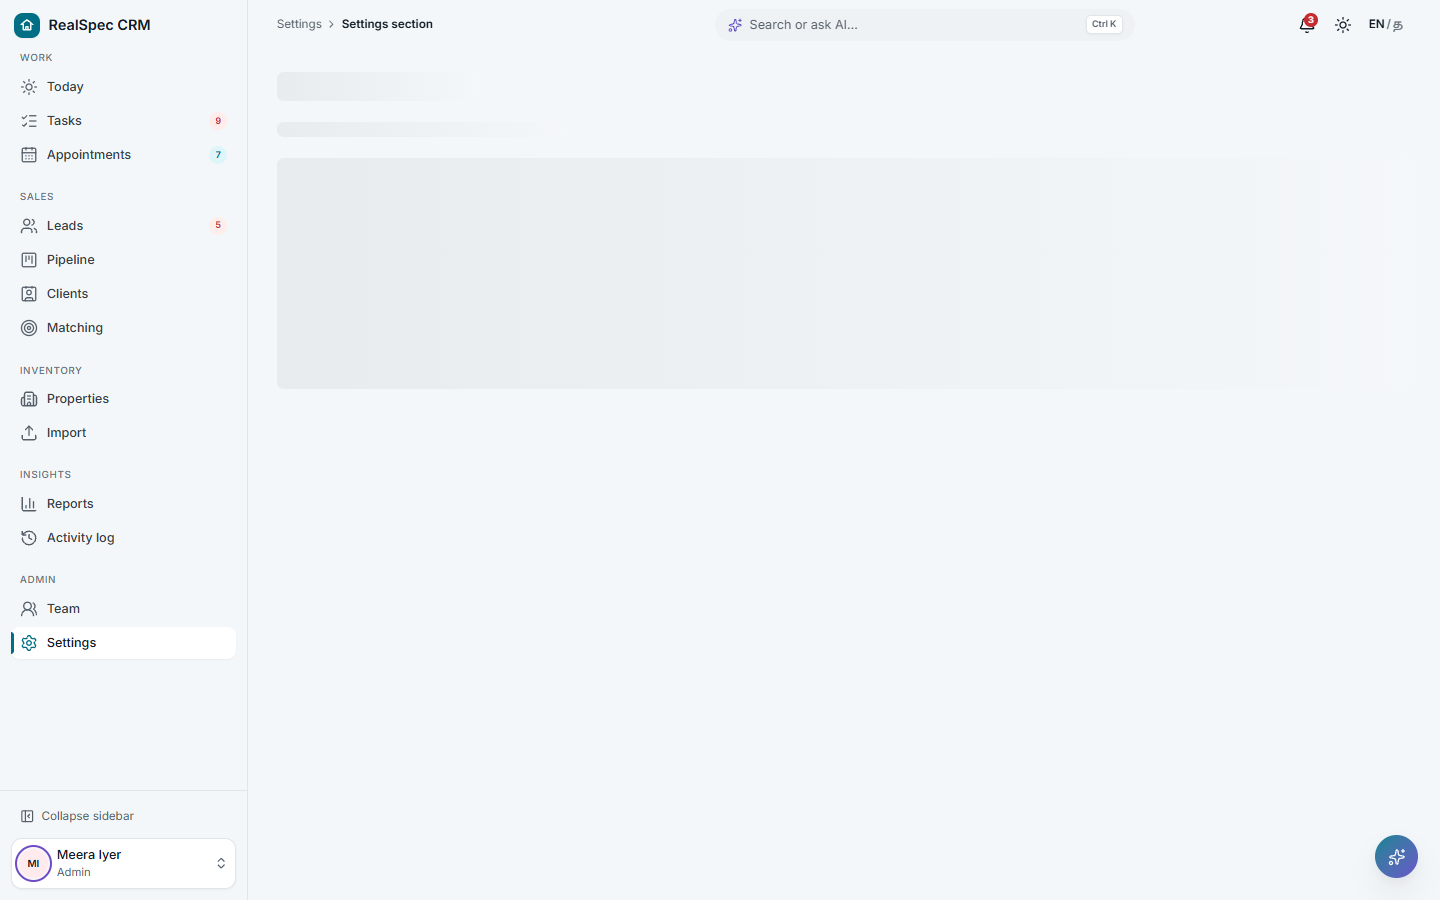 RealSpec CRM
Settings > Settings section
Search or ask AI...
Ctrl K
3
EN / த
WORK
Today
Tasks 9
Appointments 7
SALES
Leads 5
Pipeline
Clients
Matching
INVENTORY
Properties
Import
INSIGHTS
Reports
Activity log
ADMIN
Team
Settings
Collapse sidebar
MI
Meera Iyer
Admin